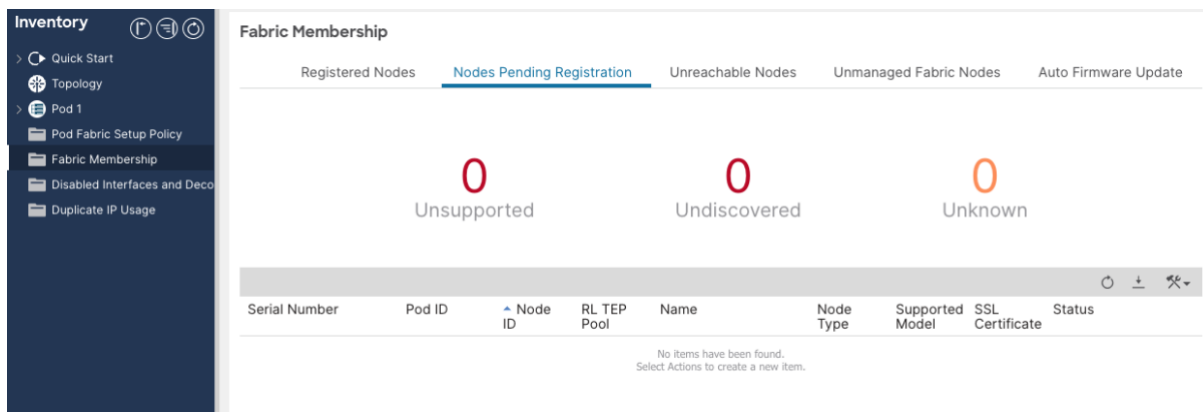 Inventory
Quick Start
Topology
Pod 1
Pod Fabric Setup Policy
Fabric Membership
Disabled Interfaces and Deco
Duplicate IP Usage
Fabric Membership
Registered Nodes Nodes Pending Registration Unreachable Nodes Unmanaged Fabric Nodes Auto Firmware Update
0 0 0
Unsupported Undiscovered Unknown
Serial Number Pod ID Node ID RL TEP Pool Name Node Type Supported Model SSL Certificate Status
No items have been found.
Select Actions to create a new item.